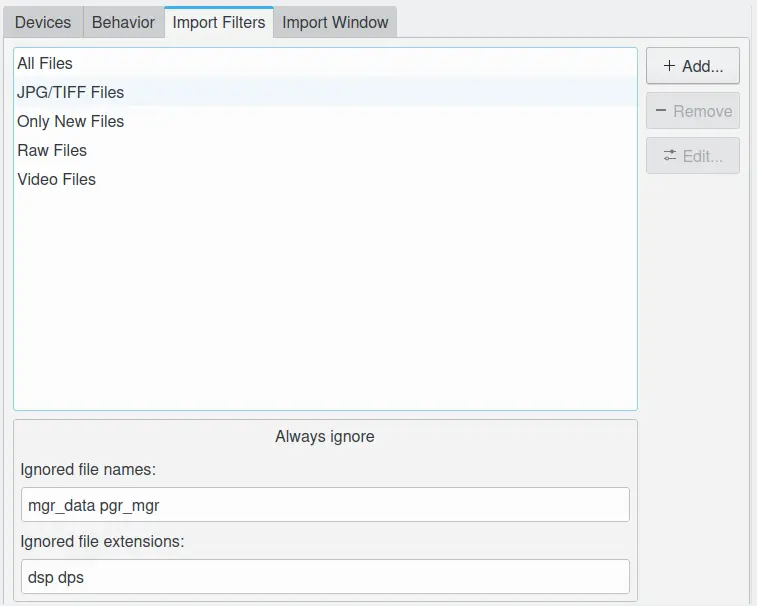 Devices Behavior Import Filters Import Window
All Files
JPG/TIFF Files
Only New Files
Raw Files
Video Files
+ Add...
− Remove
Edit...
Always ignore
Ignored file names:
mgr_data pgr_mgr
Ignored file extensions:
dsp dps